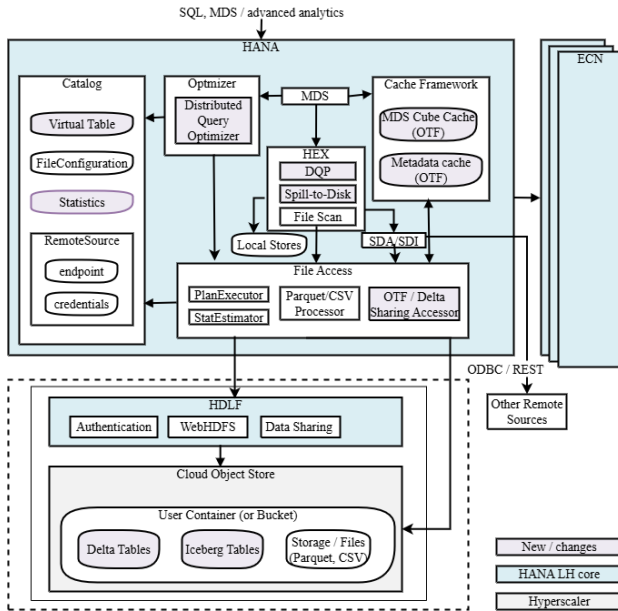 SQL, MDS / advanced analytics
HANA
ECN
Catalog
Virtual Table
FileConfiguration
Statistics
RemoteSource
endpoint
credentials
Optmizer
Distributed
Query
Optimizer
MDS
Cache Framework
MDS Cube Cache
(OTF)
Metadata cache
(OTF)
HEX
DQP
Spill-to-Disk
File Scan
Local Stores
SDA/SDI
File Access
PlanExecutor
StatEstimator
Parquet/CSV
Processor
OTF / Delta
Sharing Accessor
ODBC / REST
Other Remote
Sources
HDLF
Authentication
WebHDFS
Data Sharing
Cloud Object Store
User Container (or Bucket)
Delta Tables
Iceberg Tables
Storage / Files
(Parquet, CSV)
New / changes
HANA LH core
Hyperscaler